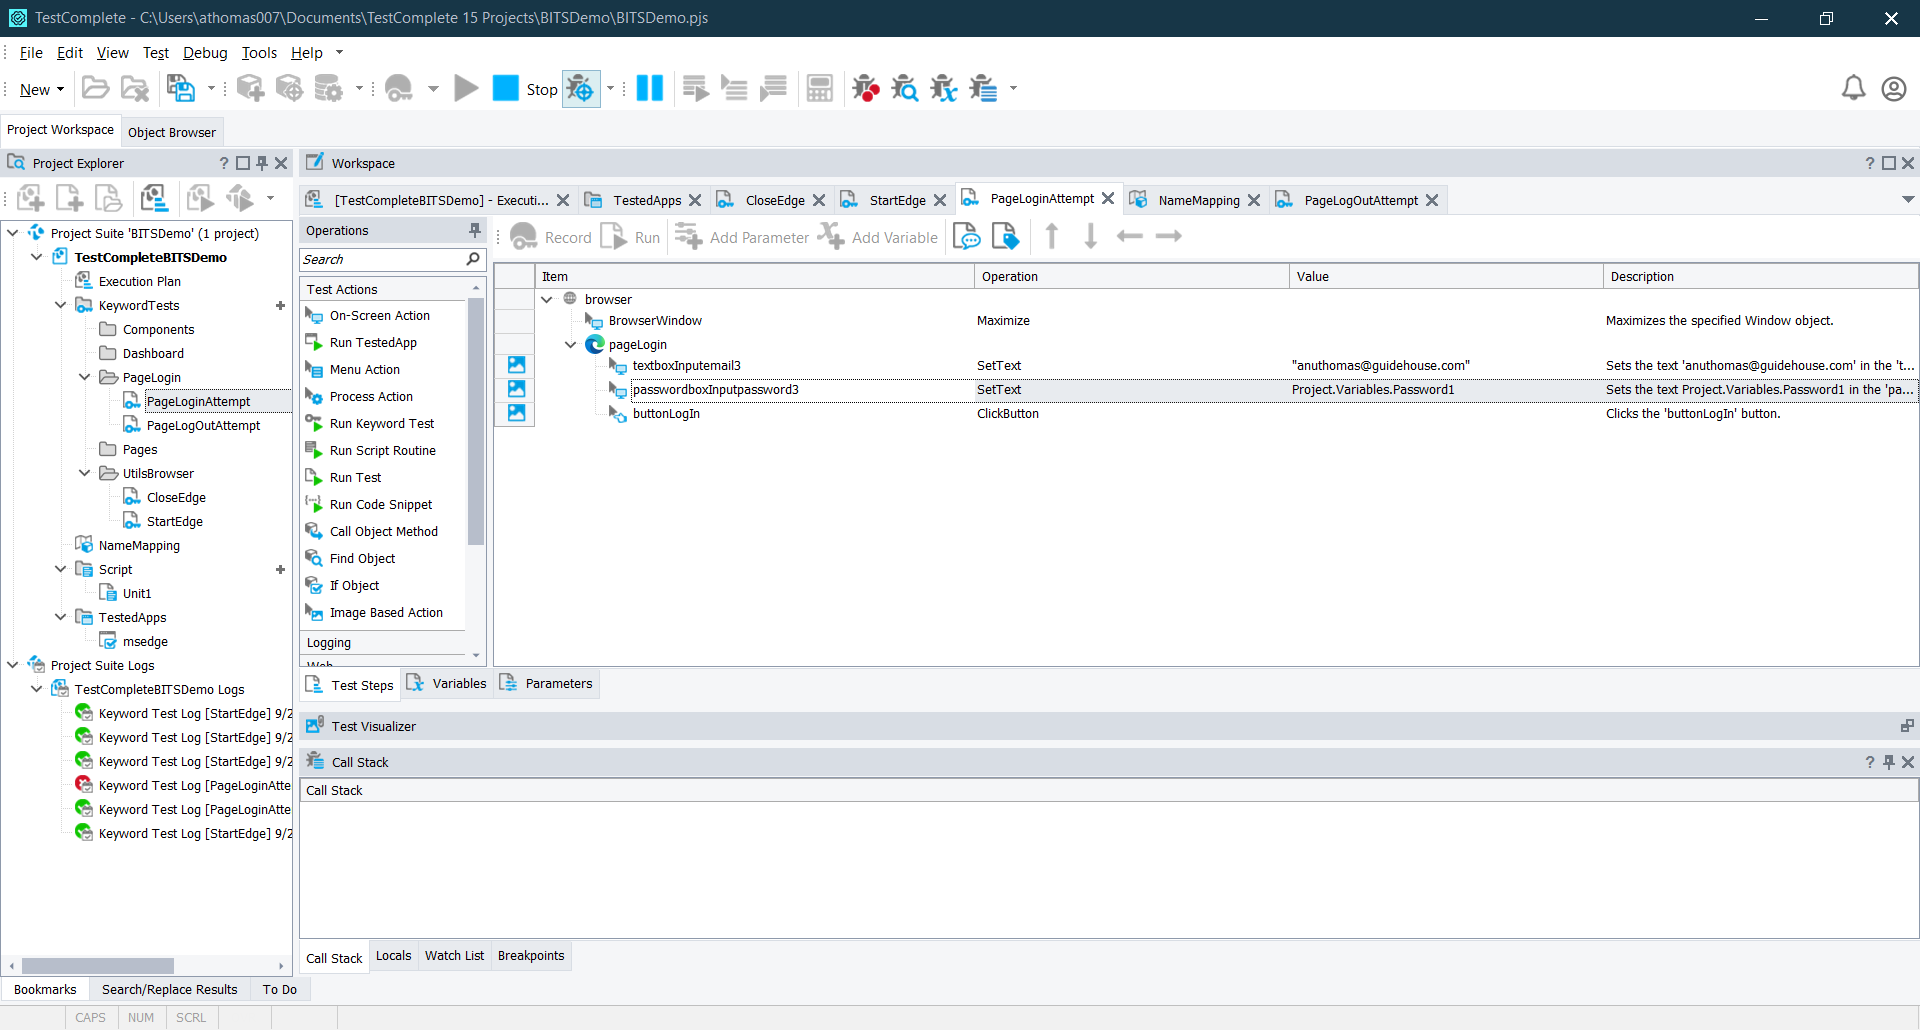 TestComplete - C:\Users\athomas007\Documents\TestComplete 15 Projects\BITSDemo\BITSDemo.pjs
File Edit View Test Debug Tools Help
New Stop
Project Workspace Object Browser
Project Explorer
Project Suite 'BITSDemo' (1 project)
TestCompleteBITSDemo
Execution Plan
KeywordTests
Components
Dashboard
PageLogin
PageLoginAttempt
PageLogOutAttempt
Pages
UtilsBrowser
CloseEdge
StartEdge
NameMapping
Script
Unit1
TestedApps
msedge
Project Suite Logs
TestCompleteBITSDemo Logs
Keyword Test Log [StartEdge] 9/2
Keyword Test Log [StartEdge] 9/2
Keyword Test Log [StartEdge] 9/2
Keyword Test Log [PageLoginAtte
Keyword Test Log [PageLoginAtte
Keyword Test Log [StartEdge] 9/2
Bookmarks Search/Replace Results To Do
Workspace
[TestCompleteBITSDemo] - Executi... TestedApps CloseEdge StartEdge PageLoginAttempt NameMapping PageLogOutAttempt
Operations
Search
Test Actions
On-Screen Action
Run TestedApp
Menu Action
Process Action
Run Keyword Test
Run Script Routine
Run Test
Run Code Snippet
Call Object Method
Find Object
If Object
Image Based Action
Logging
Web
Record Run Add Parameter Add Variable
Item Operation Value Description
browser
BrowserWindow Maximize Maximizes the specified Window object.
pageLogin
textboxInputemail3 SetText "anuthomas@guidehouse.com" Sets the text 'anuthomas@guidehouse.com' in the 't...
passwordboxInputpassword3 SetText Project.Variables.Password1 Sets the text Project.Variables.Password1 in the 'pa...
buttonLogIn ClickButton Clicks the 'buttonLogIn' button.
Test Steps Variables Parameters
Test Visualizer
Call Stack
Call Stack
Call Stack Locals Watch List Breakpoints
CAPS NUM SCRL